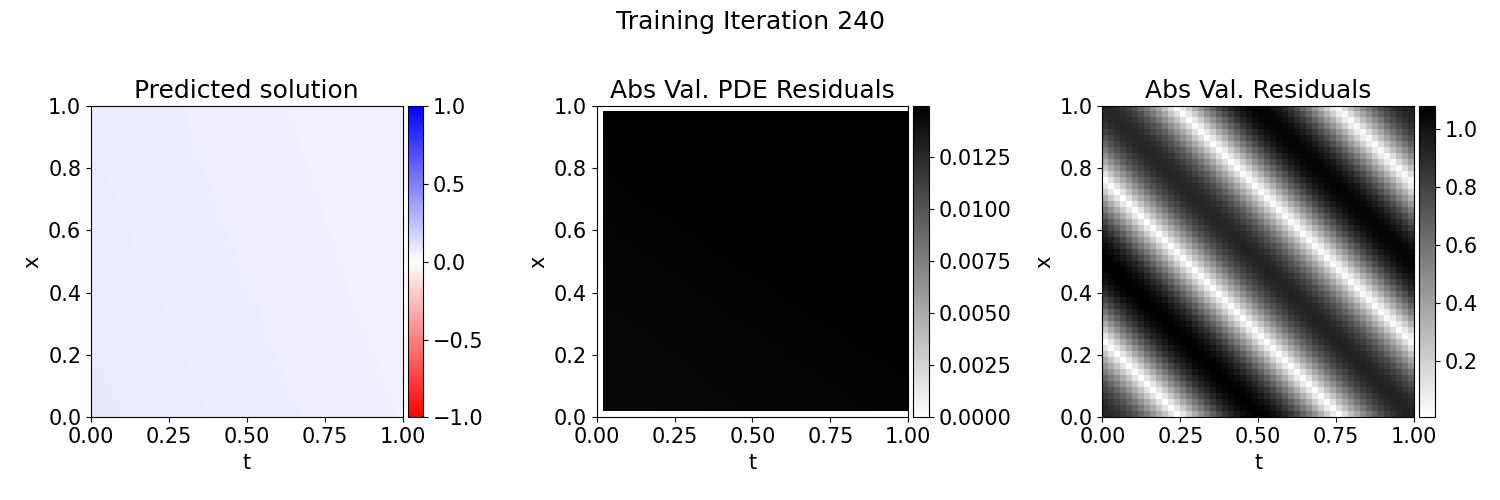 Training Iteration 240
Predicted solution
Abs Val. PDE Residuals
Abs Val. Residuals
x
1.0
0.8
0.6
0.4
0.2
0.0
0.00 0.25 0.50 0.75 1.00
t
1.0
0.5
0.0
−0.5
−1.0
x
1.0
0.8
0.6
0.4
0.2
0.0
0.00 0.25 0.50 0.75 1.00
t
0.0125
0.0100
0.0075
0.0050
0.0025
0.0000
x
1.0
0.8
0.6
0.4
0.2
0.0
0.00 0.25 0.50 0.75 1.00
t
1.0
0.8
0.6
0.4
0.2